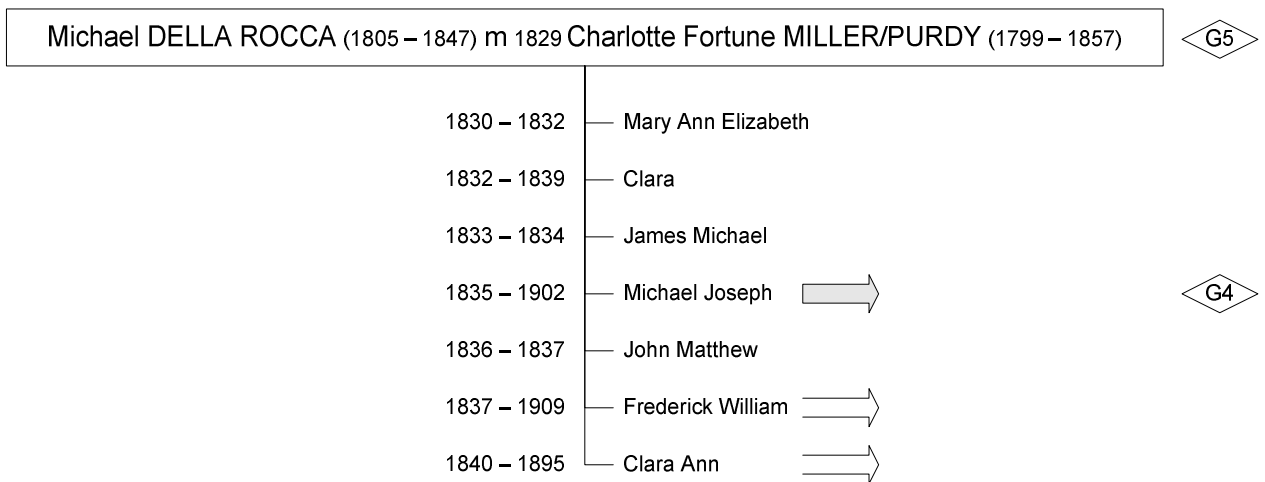 Michael DELLA ROCCA (1805 – 1847) m 1829 Charlotte Fortune MILLER/PURDY (1799 – 1857) G5
1830 – 1832 Mary Ann Elizabeth
1832 – 1839 Clara
1833 – 1834 James Michael
1835 – 1902 Michael Joseph G4
1836 – 1837 John Matthew
1837 – 1909 Frederick William
1840 – 1895 Clara Ann